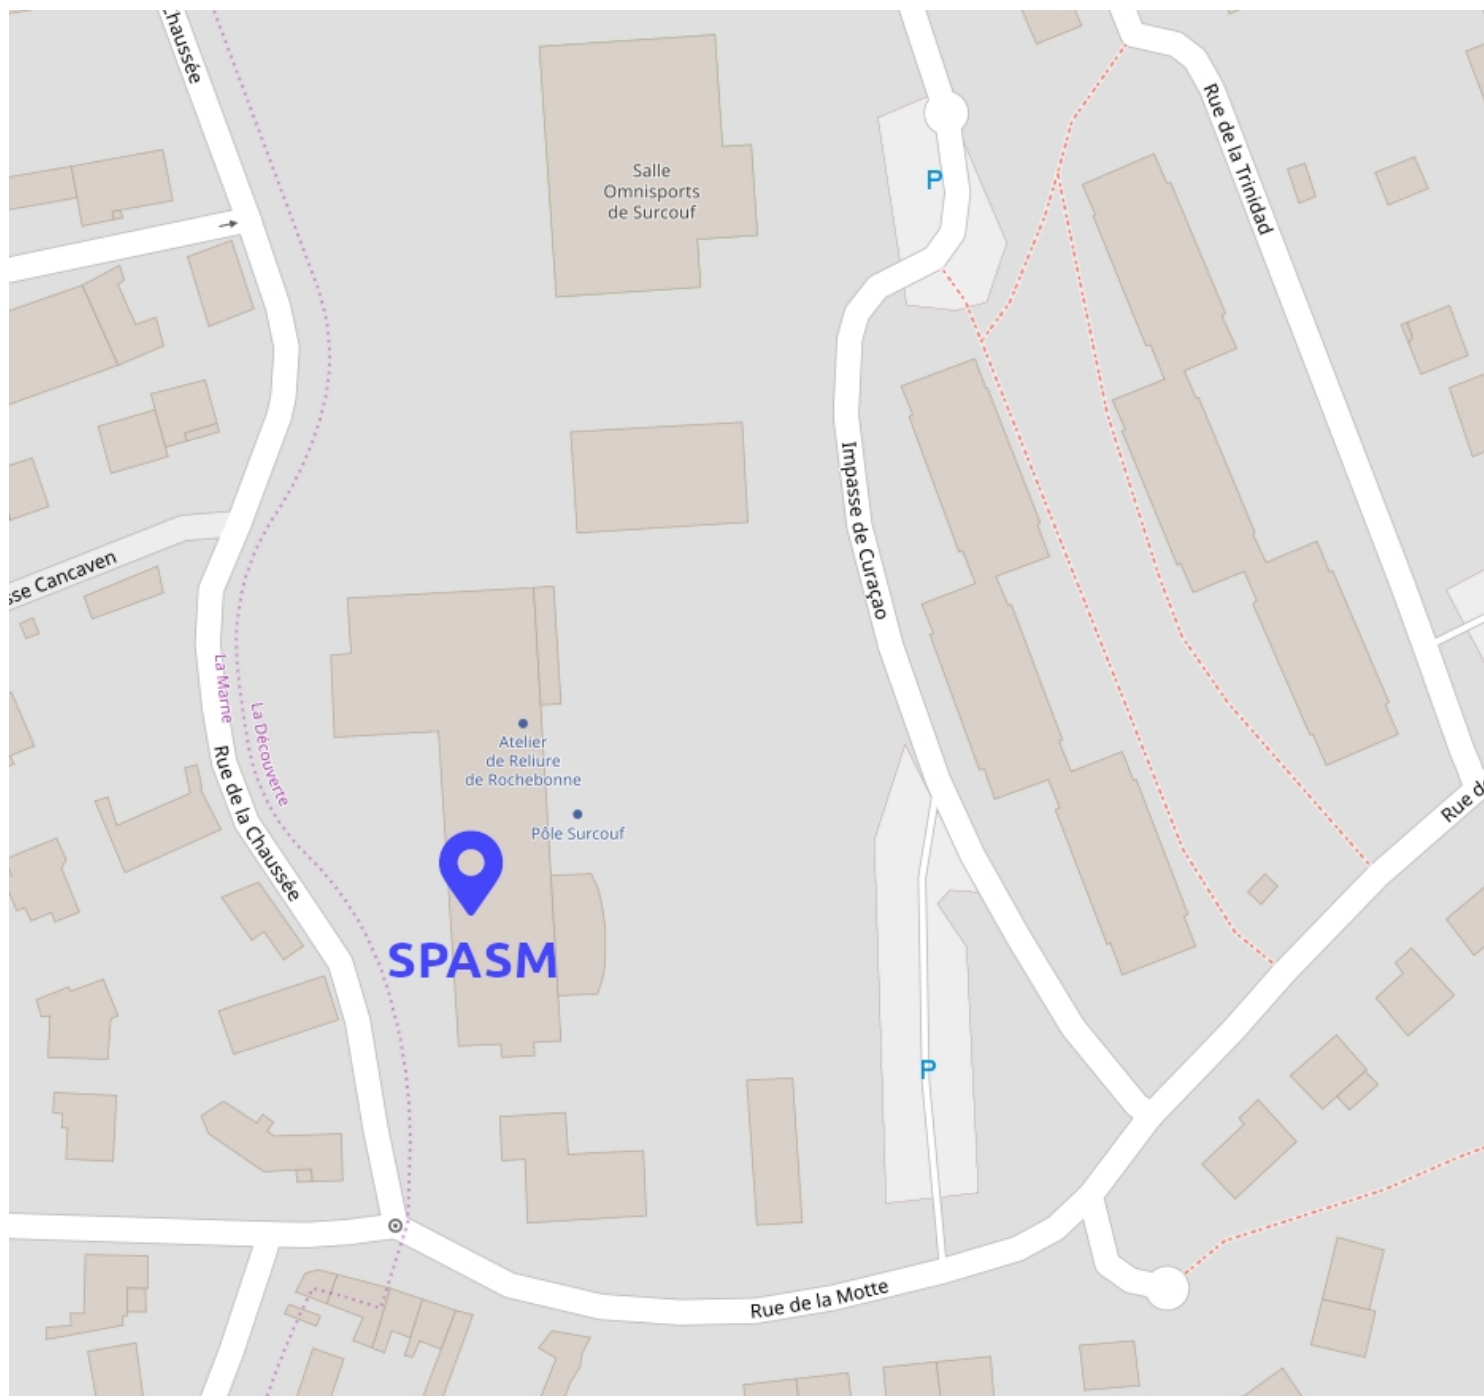 Chaussée
Rue de la Trinidad
Salle
Omnisports
de Surcouf
P
Impasse de Curaçao
sse Cancaven
La Marne
La Découverte
Atelier
de Reliure
de Rochebonne
Pôle Surcouf
Rue de la Chaussée
Rue d
SPASM
P
Rue de la Motte